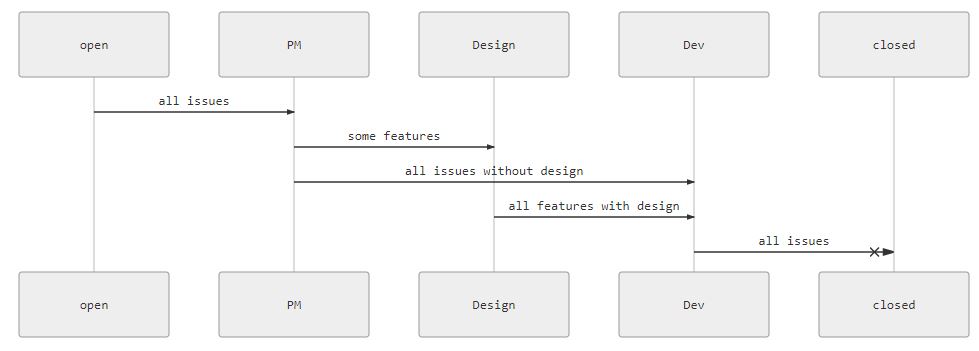 open PM Design Dev closed
all issues
some features
all issues without design
all features with design
all issues
open PM Design Dev closed